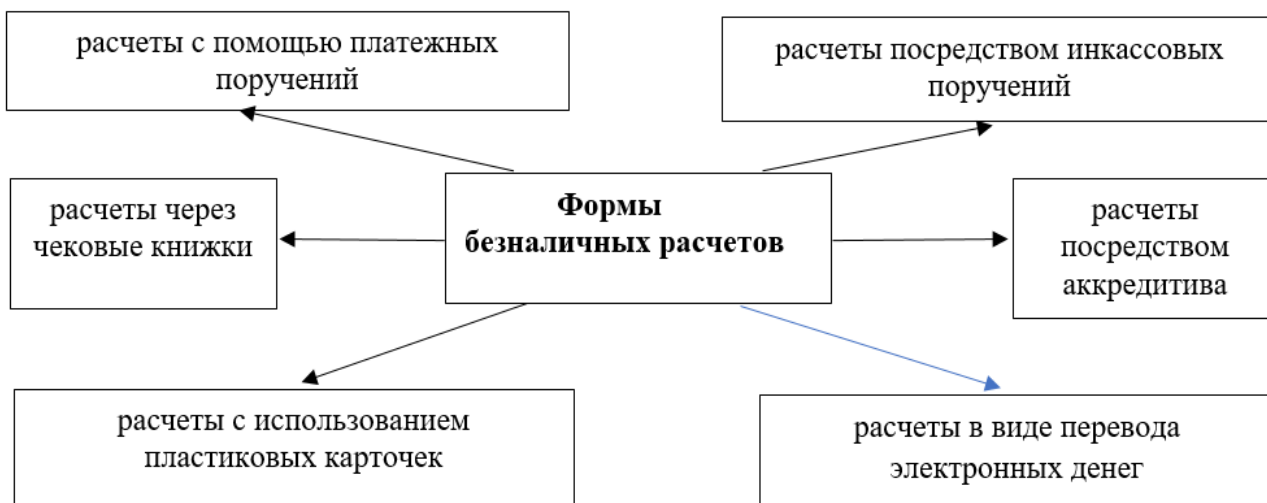 расчеты с помощью платежных
поручений
расчеты посредством инкассовых
поручений
расчеты через
чековые книжки
Формы
безналичных расчетов
расчеты
посредством
аккредитива
расчеты с использованием
пластиковых карточек
расчеты в виде перевода
электронных денег